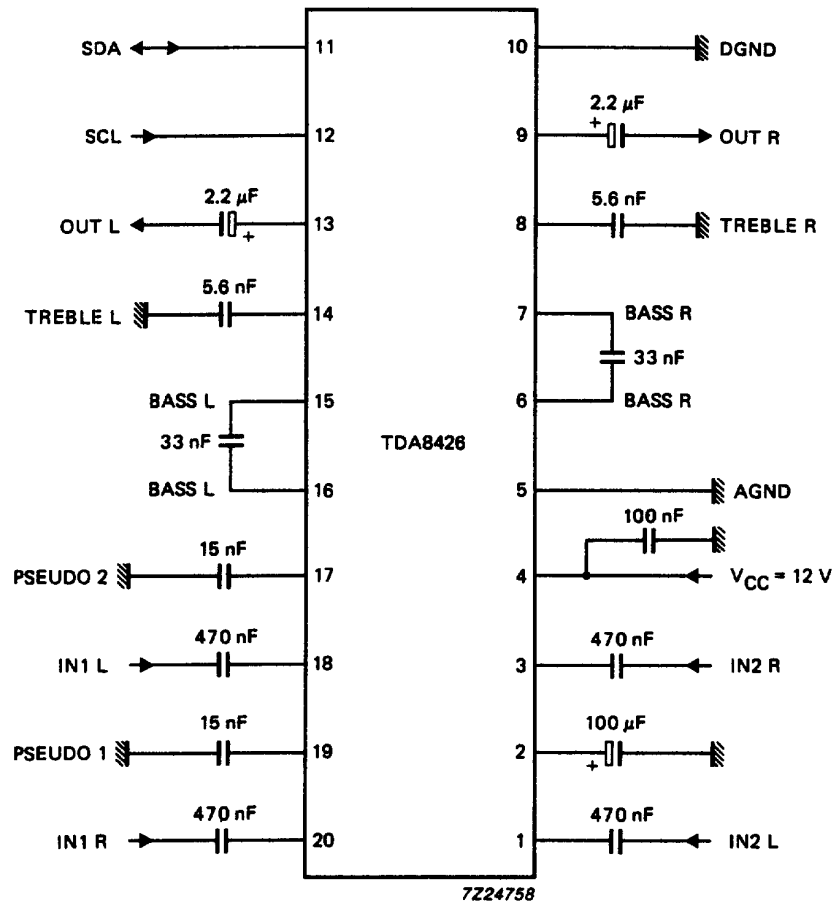 SDA 11 10 DGND
2.2 µF
SCL 12 9 + OUT R
2.2 µF 5.6 nF
OUT L + 13 8 TREBLE R
5.6 nF
TREBLE L 14 7 BASS R
33 nF
BASS L 15 6 BASS R
33 nF TDA8426
BASS L 16 5 AGND
100 nF
15 nF
PSEUDO 2 17 4 VCC = 12 V
470 nF 470 nF
IN1 L 18 3 IN2 R
15 nF 100 µF
PSEUDO 1 19 2 +
470 nF 470 nF
IN1 R 20 1 IN2 L
7Z24758